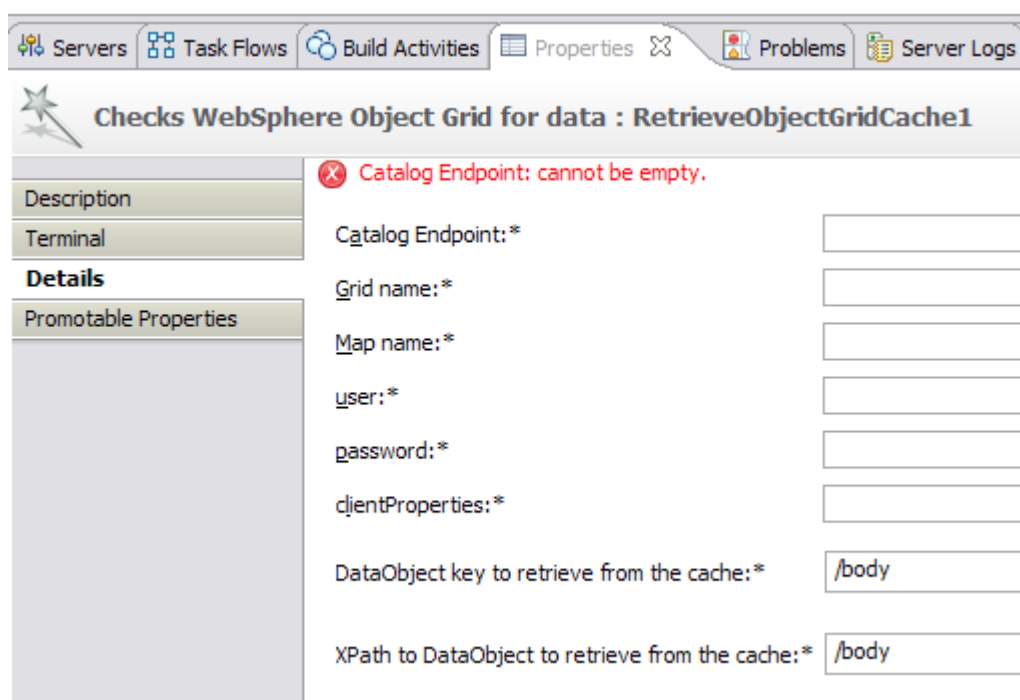 Servers Task Flows Build Activities Properties Problems Server Logs
Checks WebSphere Object Grid for data : RetrieveObjectGridCache1
Catalog Endpoint: cannot be empty.
Description
Terminal
Details
Promotable Properties
Catalog Endpoint:*
Grid name:*
Map name:*
user:*
password:*
clientProperties:*
DataObject key to retrieve from the cache:* /body
XPath to DataObject to retrieve from the cache:* /body